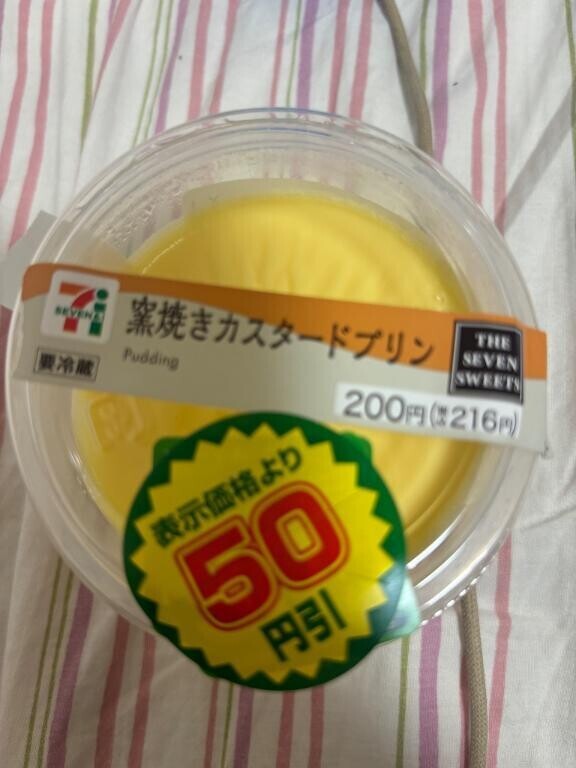 SEVEN
窯焼きカスタードプリン
Pudding
要冷蔵
THE
SEVEN
SWEETS
200円(税込216円)
表示価格より
50
円引